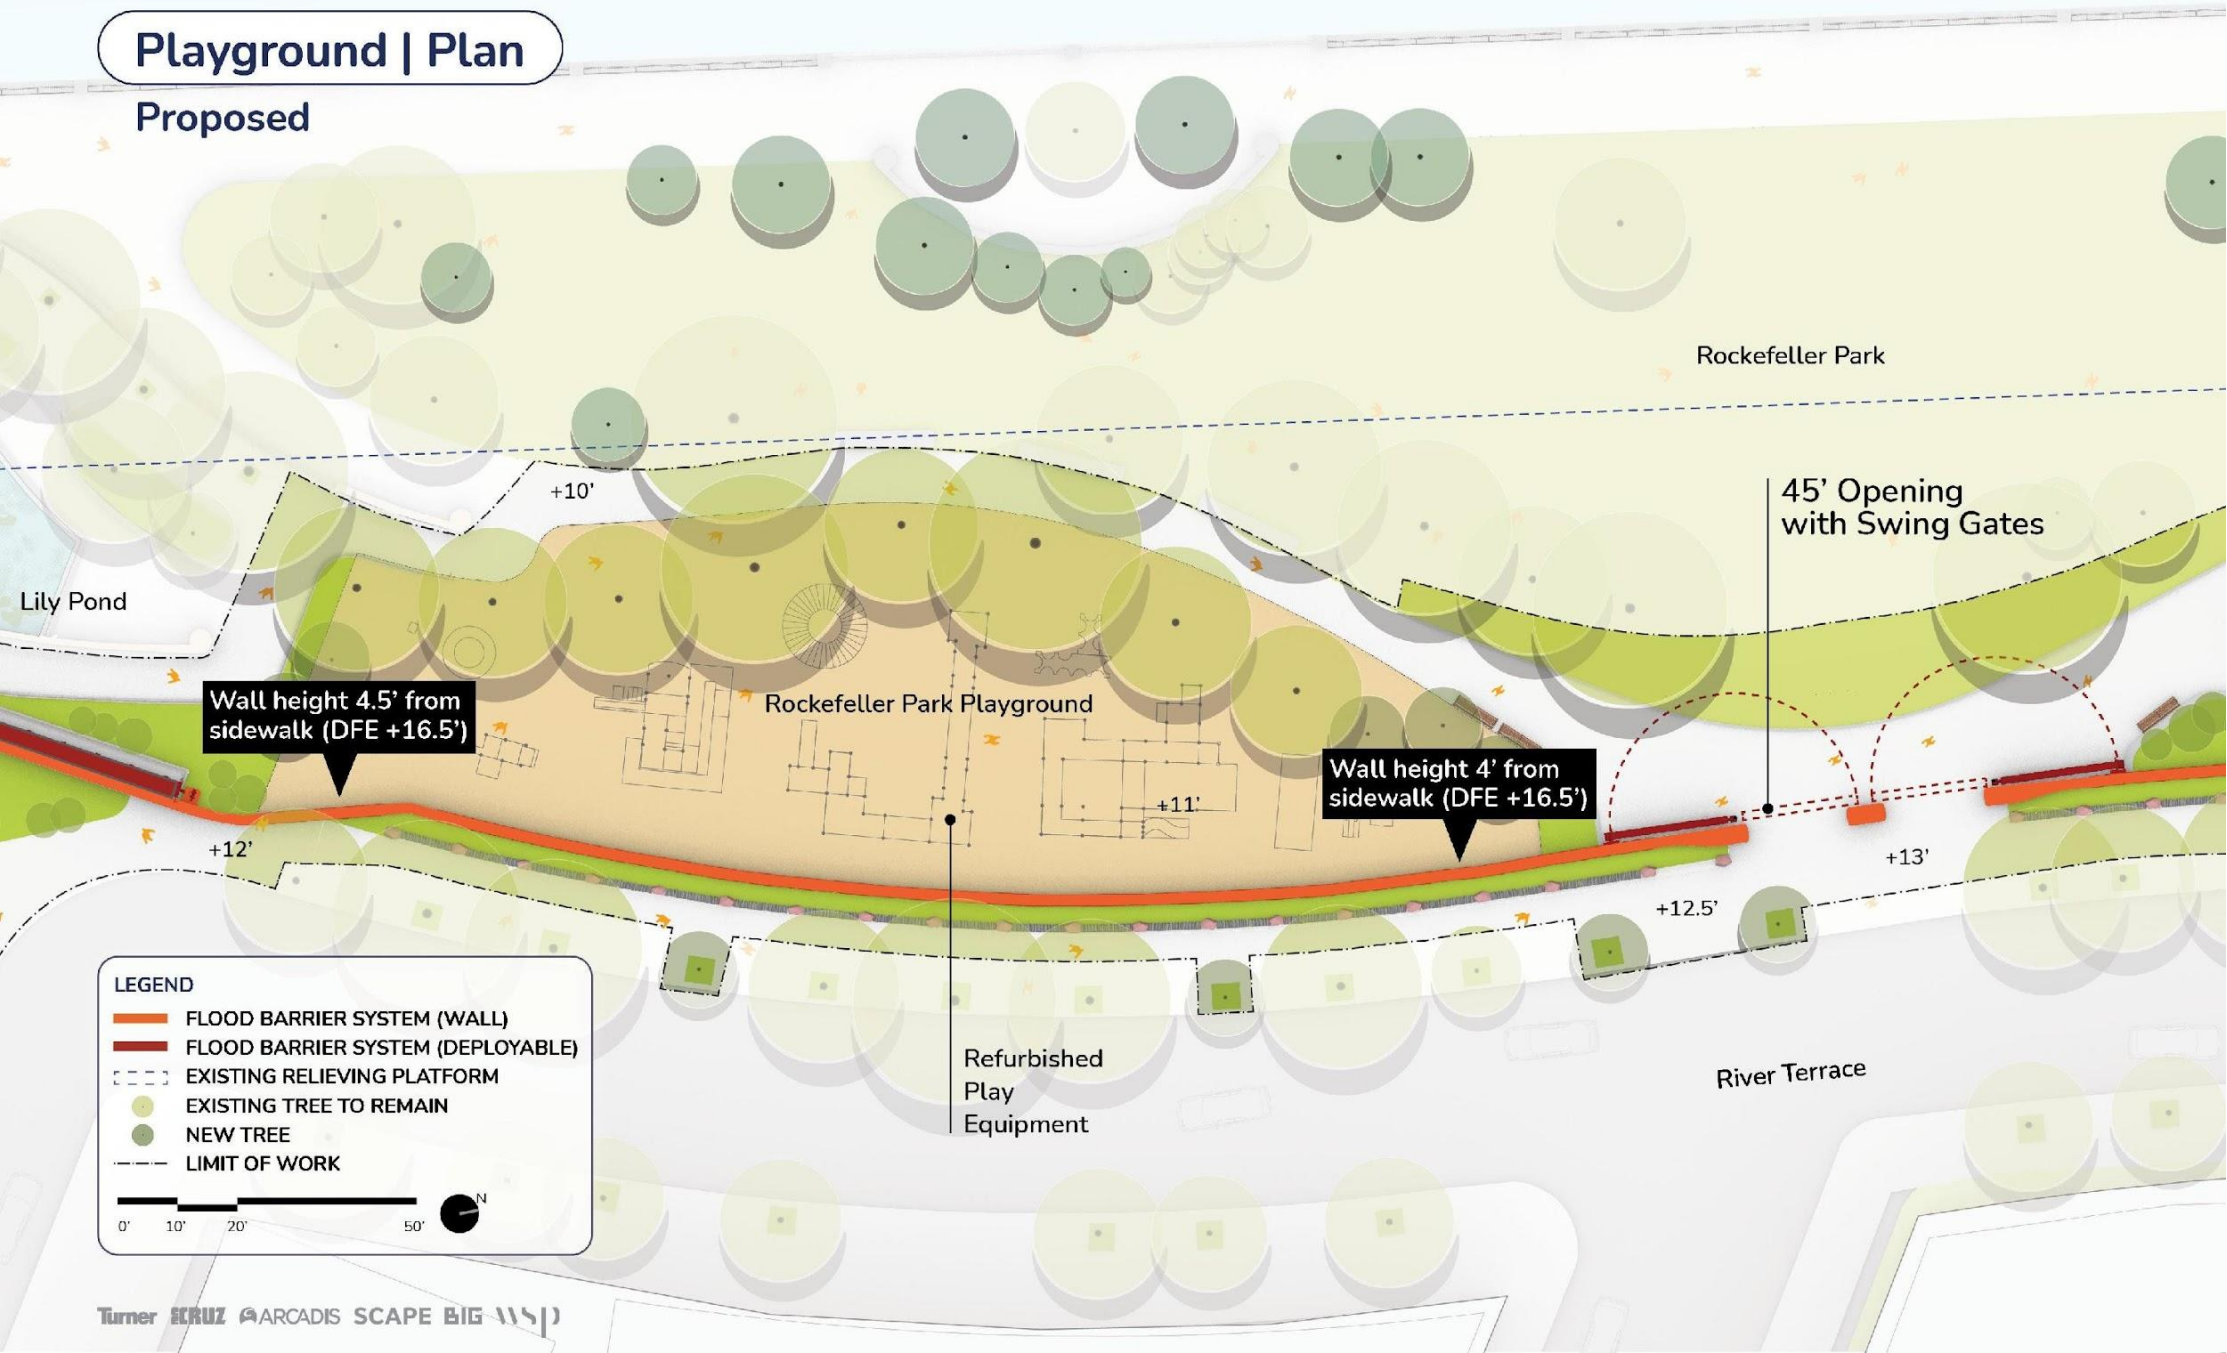 Playground | Plan
Proposed
Rockefeller Park
45’ Opening
with Swing Gates
+10’
Lily Pond
Wall height 4.5’ from
sidewalk (DFE +16.5’)
Rockefeller Park Playground
Wall height 4’ from
sidewalk (DFE +16.5’)
+11’
+12’
+13’
+12.5’
Refurbished
Play
Equipment
River Terrace
LEGEND
FLOOD BARRIER SYSTEM (WALL)
FLOOD BARRIER SYSTEM (DEPLOYABLE)
EXISTING RELIEVING PLATFORM
EXISTING TREE TO REMAIN
NEW TREE
LIMIT OF WORK
N
0’ 10’ 20’ 50’
Turner CRUZ ARCADIS SCAPE BIG WSP